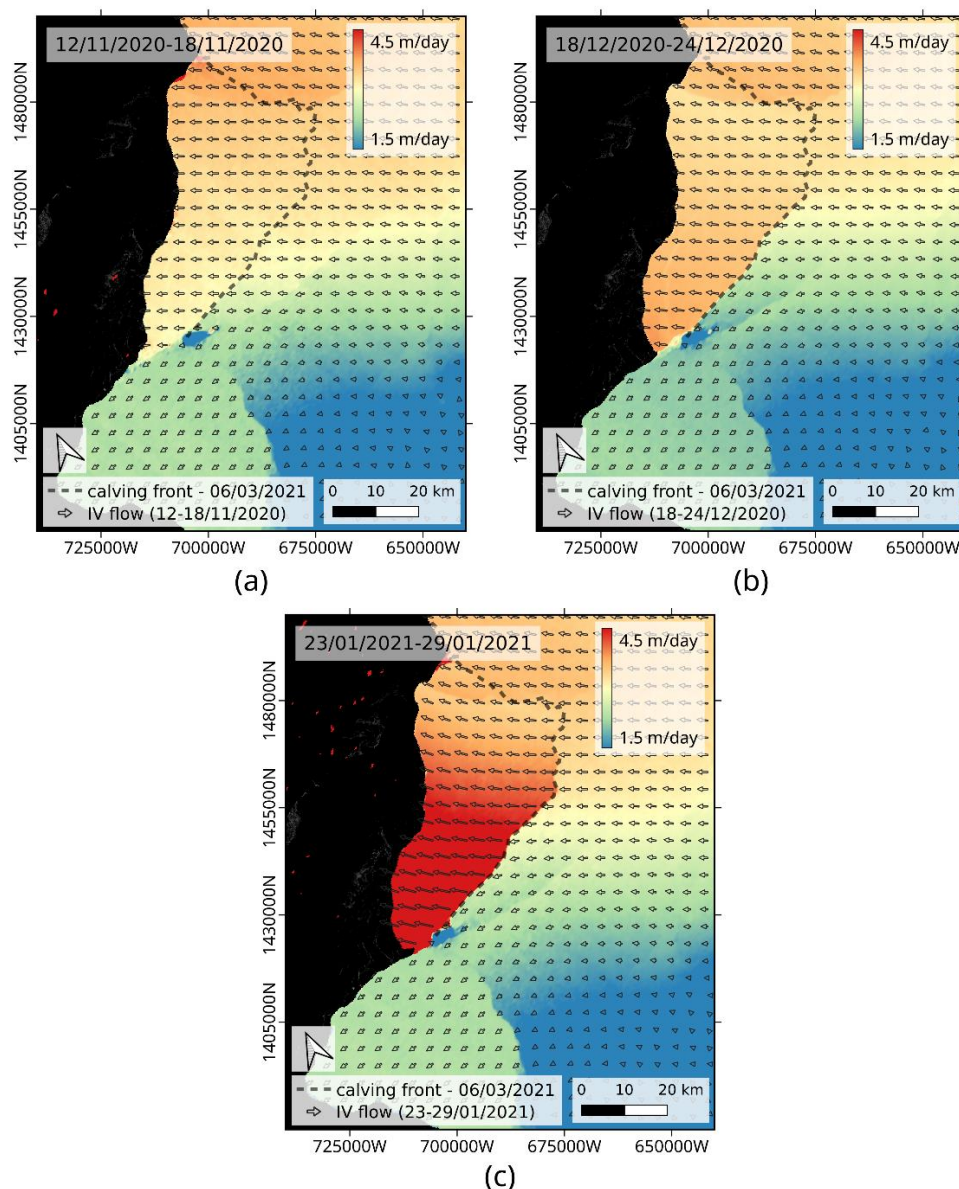 12/11/2020-18/11/2020
4.5 m/day
1.5 m/day
1480000N
1455000N
1430000N
1405000N
calving front - 06/03/2021
IV flow (12-18/11/2020)
0 10 20 km
725000W 700000W 675000W 650000W
(a)
18/12/2020-24/12/2020
4.5 m/day
1.5 m/day
1480000N
1455000N
1430000N
1405000N
calving front - 06/03/2021
IV flow (18-24/12/2020)
0 10 20 km
725000W 700000W 675000W 650000W
(b)
23/01/2021-29/01/2021
4.5 m/day
1.5 m/day
1480000N
1455000N
1430000N
1405000N
calving front - 06/03/2021
IV flow (23-29/01/2021)
0 10 20 km
725000W 700000W 675000W 650000W
(c)